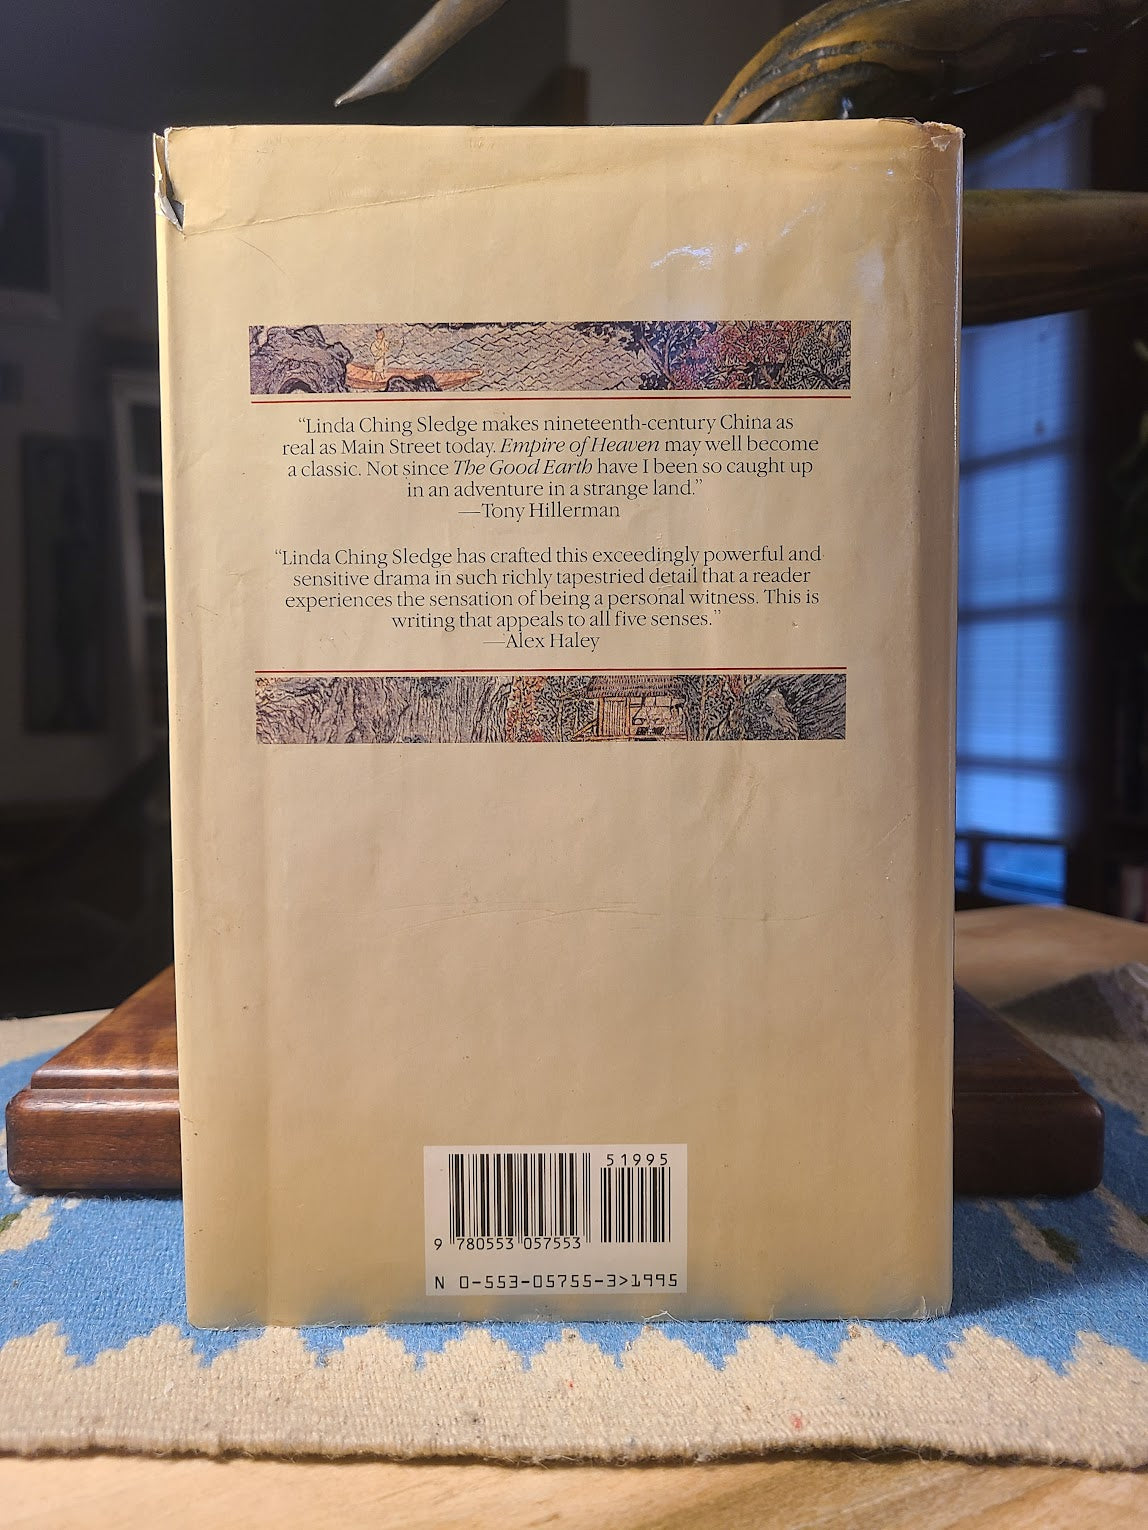 “Linda Ching Sledge makes nineteenth-century China as
real as Main Street today. Empire of Heaven may well become
a classic. Not since The Good Earth have I been so caught up
in an adventure in a strange land.”
—Tony Hillerman
“Linda Ching Sledge has crafted this exceedingly powerful and
sensitive drama in such richly tapestried detail that a reader
experiences the sensation of being a personal witness. This is
writing that appeals to all five senses.”
—Alex Haley
51995
9 780553 057553
N 0-553-05755-3>1995